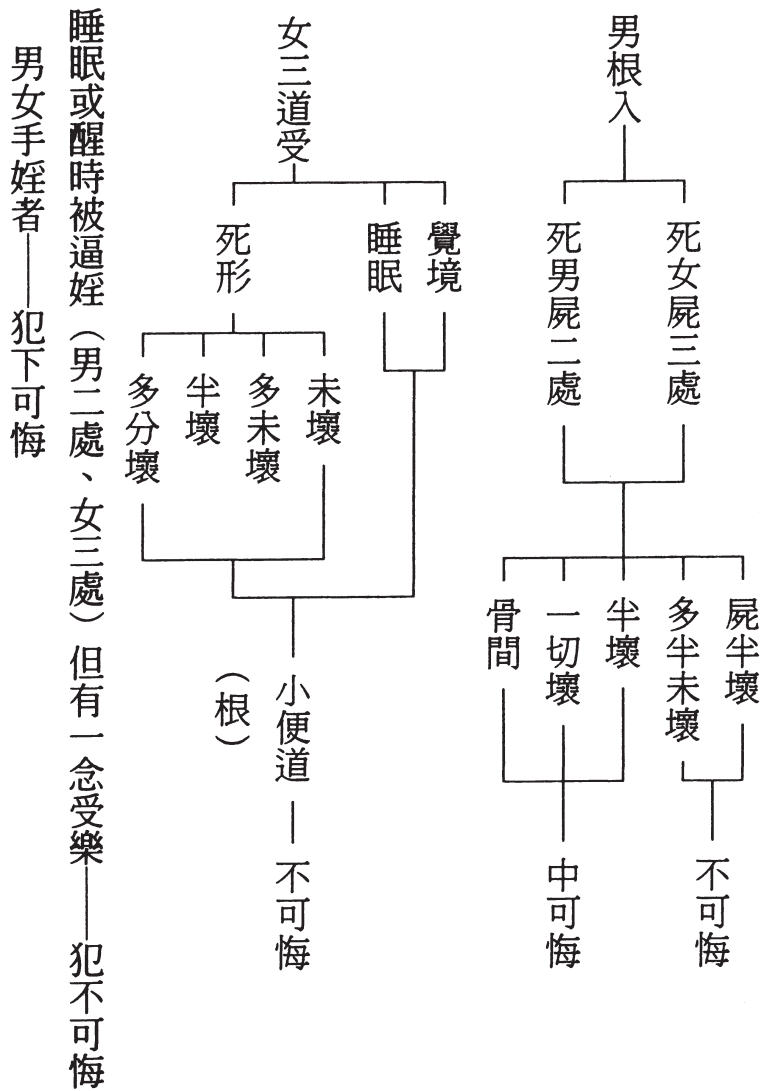 男根入
死女屍三處
死男屍二處
屍半壞
多半未壞
半壞
一切壞
骨間
不可悔
中可悔
女三道受
覺境
睡眠
死形
未壞
多未壞
半壞
多分壞
小便道
（根）
不可悔
睡眠或醒時被逼婬（男二處、女三處）但有一念受樂——犯不可悔
男女手婬者——犯下可悔